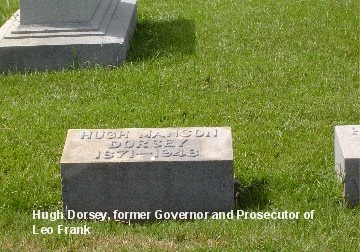 HUGH MANSON
DORSEY
1871-1948
Hugh Dorsey, former Governor and Prosecutor of
Leo Frank